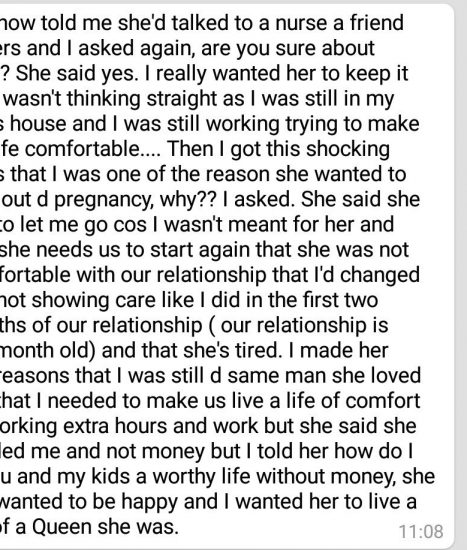 now told me she'd talked to a nurse a friend
ers and I asked again, are you sure about
? She said yes. I really wanted her to keep it
wasn't thinking straight as I was still in my
s house and I was still working trying to make
fe comfortable.... Then I got this shocking
s that I was one of the reason she wanted to
out d pregnancy, why?? I asked. She said she
to let me go cos I wasn't meant for her and
she needs us to start again that she was not
fortable with our relationship that I'd changed
not showing care like I did in the first two
ths of our relationship ( our relationship is
month old) and that she's tired. I made her
reasons that I was still d same man she loved
that I needed to make us live a life of comfort
orking extra hours and work but she said she
ed me and not money but I told her how do I
u and my kids a worthy life without money, she
wanted to be happy and I wanted her to live a
of a Queen she was.
11:08